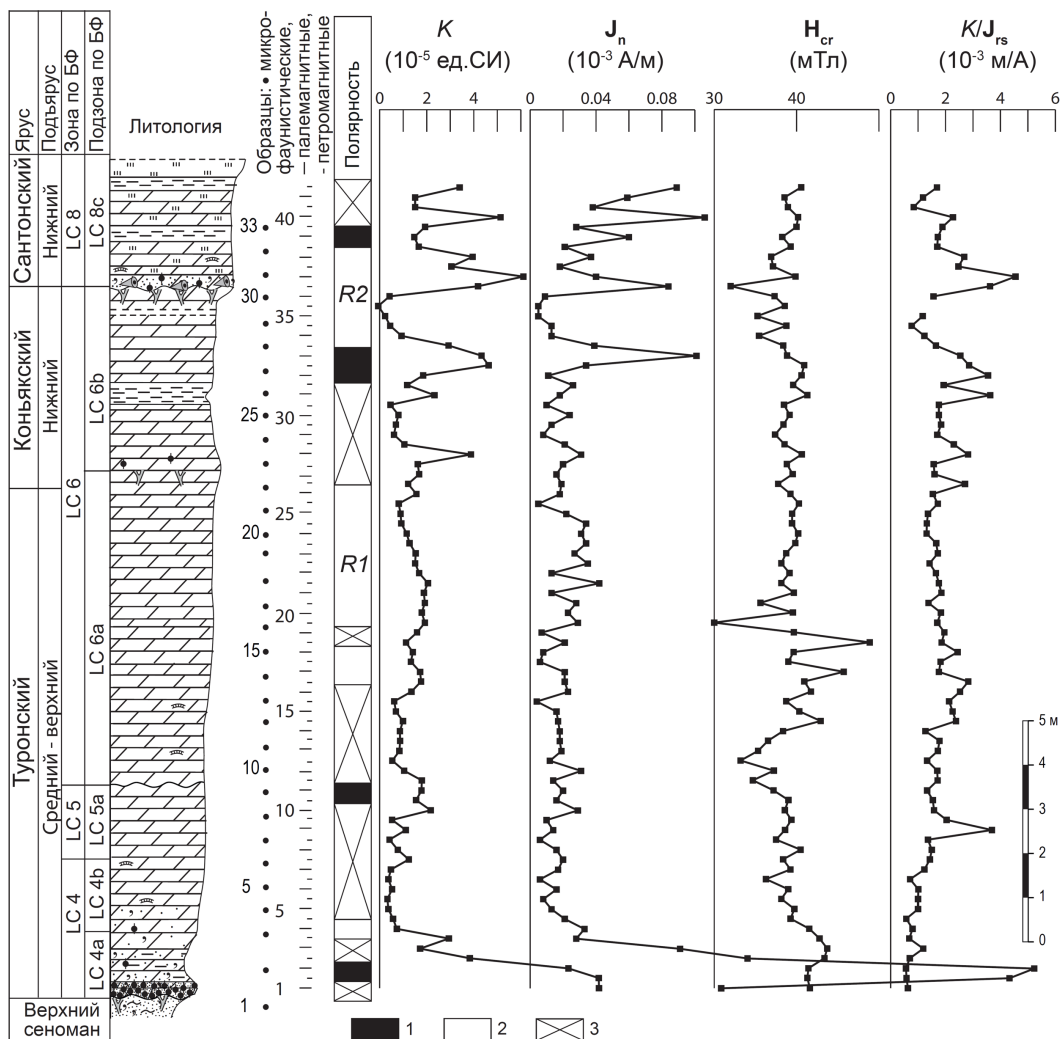 Ярус
Подъярус
Зона по БФ
Подзона по БФ
Литология
Образцы: • микро-
фаунистические,
– палемагнитные,
- петромагнитные
Полярность
K
(10⁻⁵ ед.СИ)
Jn
(10⁻³ А/м)
Hcr
(мТл)
K/Jrs
(10⁻³ м/А)
0 2 4 6
0 0.04 0.08
30 40
0 2 4 6
Сантонский
Нижний
LC 8
LC 8c
Коньякский
Нижний
LC 6
LC 6b
Туронский
Средний - верхний
LC 6a
LC 5
LC 5a
LC 4
LC 4b
LC 4a
Верхний
сеноман
33
30
25
20
15
10
5
1
40
35
30
25
20
15
10
5
1
R2
R1
5 м
4
3
2
1
0
1 2 3